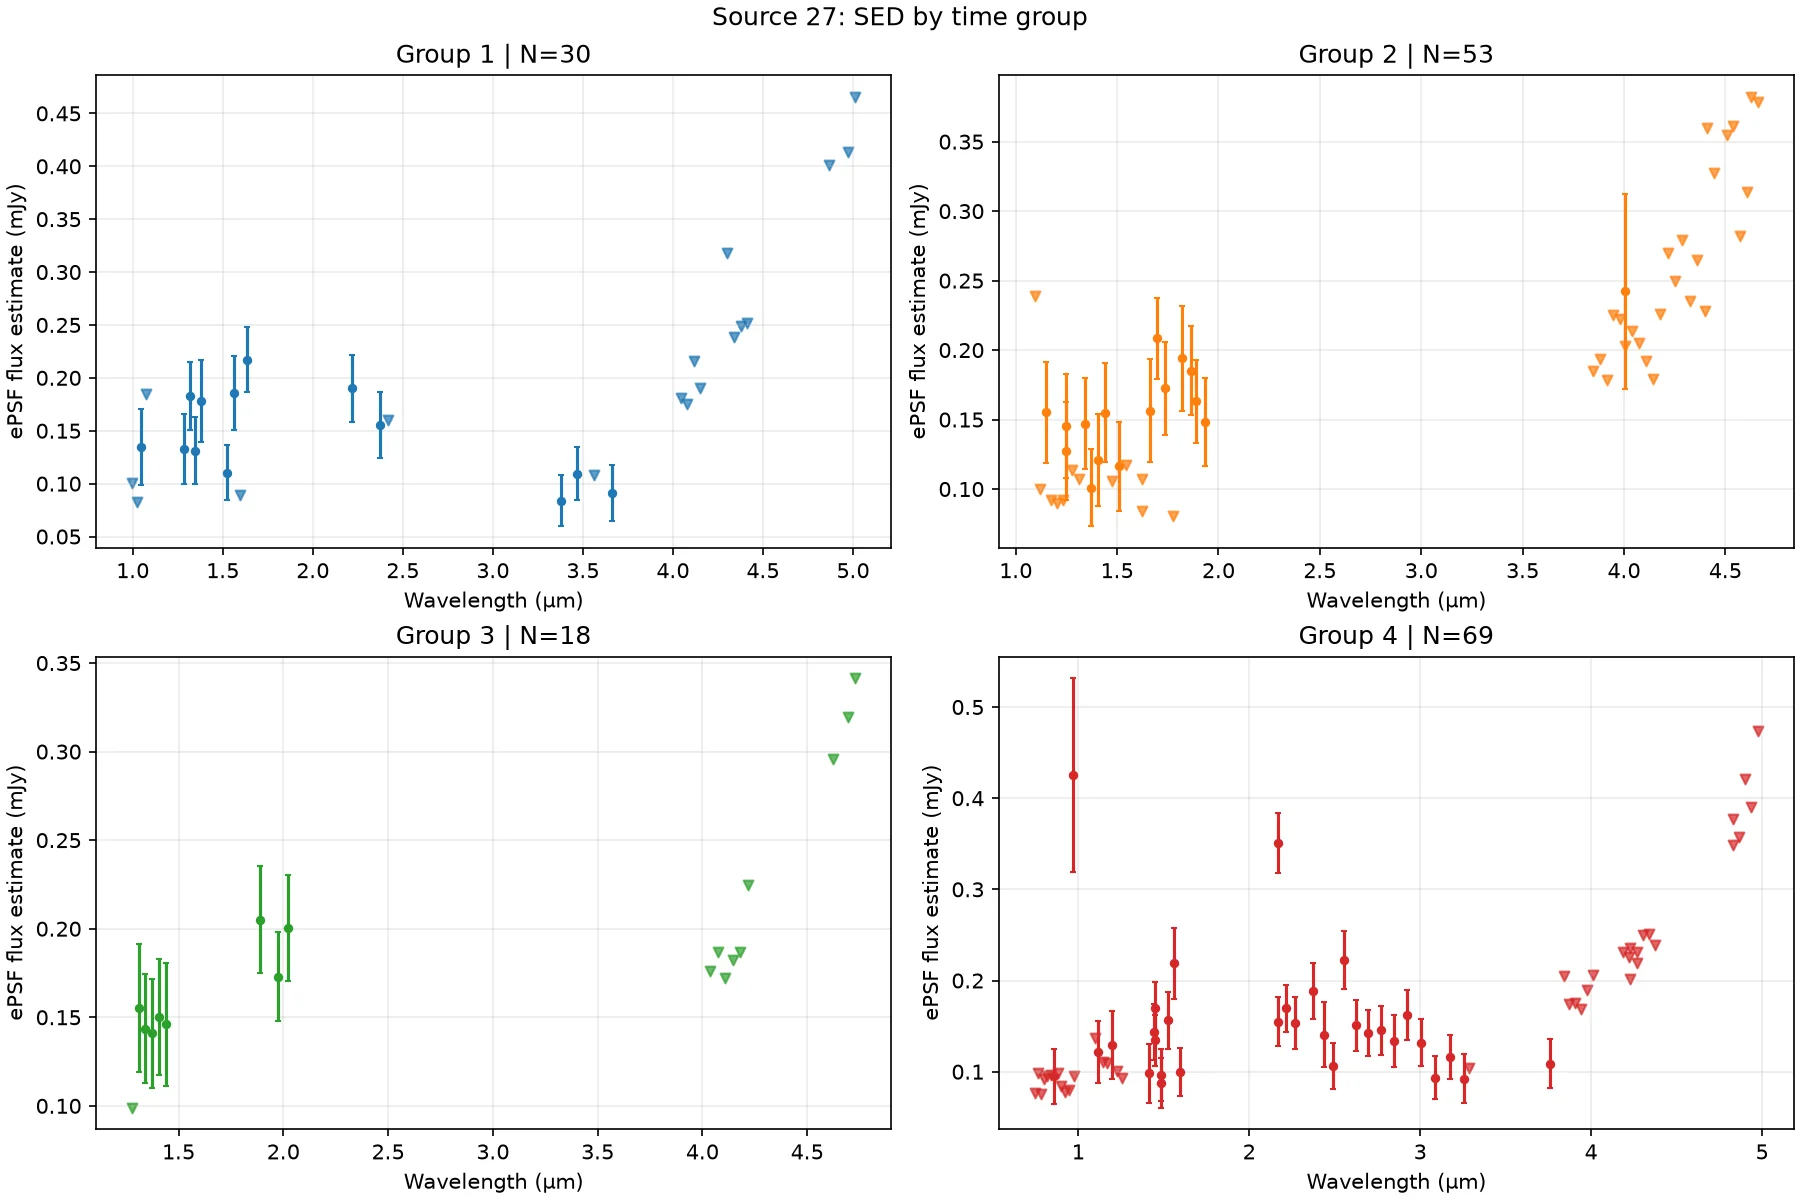 Source 27: SED by time group
Group 1 | N=30
ePSF flux estimate (mJy)
0.45
0.40
0.35
0.30
0.25
0.20
0.15
0.10
0.05
1.0 1.5 2.0 2.5 3.0 3.5 4.0 4.5 5.0
Wavelength (μm)
Group 2 | N=53
ePSF flux estimate (mJy)
0.35
0.30
0.25
0.20
0.15
0.10
1.0 1.5 2.0 2.5 3.0 3.5 4.0 4.5
Wavelength (μm)
Group 3 | N=18
ePSF flux estimate (mJy)
0.35
0.30
0.25
0.20
0.15
0.10
1.5 2.0 2.5 3.0 3.5 4.0 4.5
Wavelength (μm)
Group 4 | N=69
ePSF flux estimate (mJy)
0.5
0.4
0.3
0.2
0.1
1 2 3 4 5
Wavelength (μm)